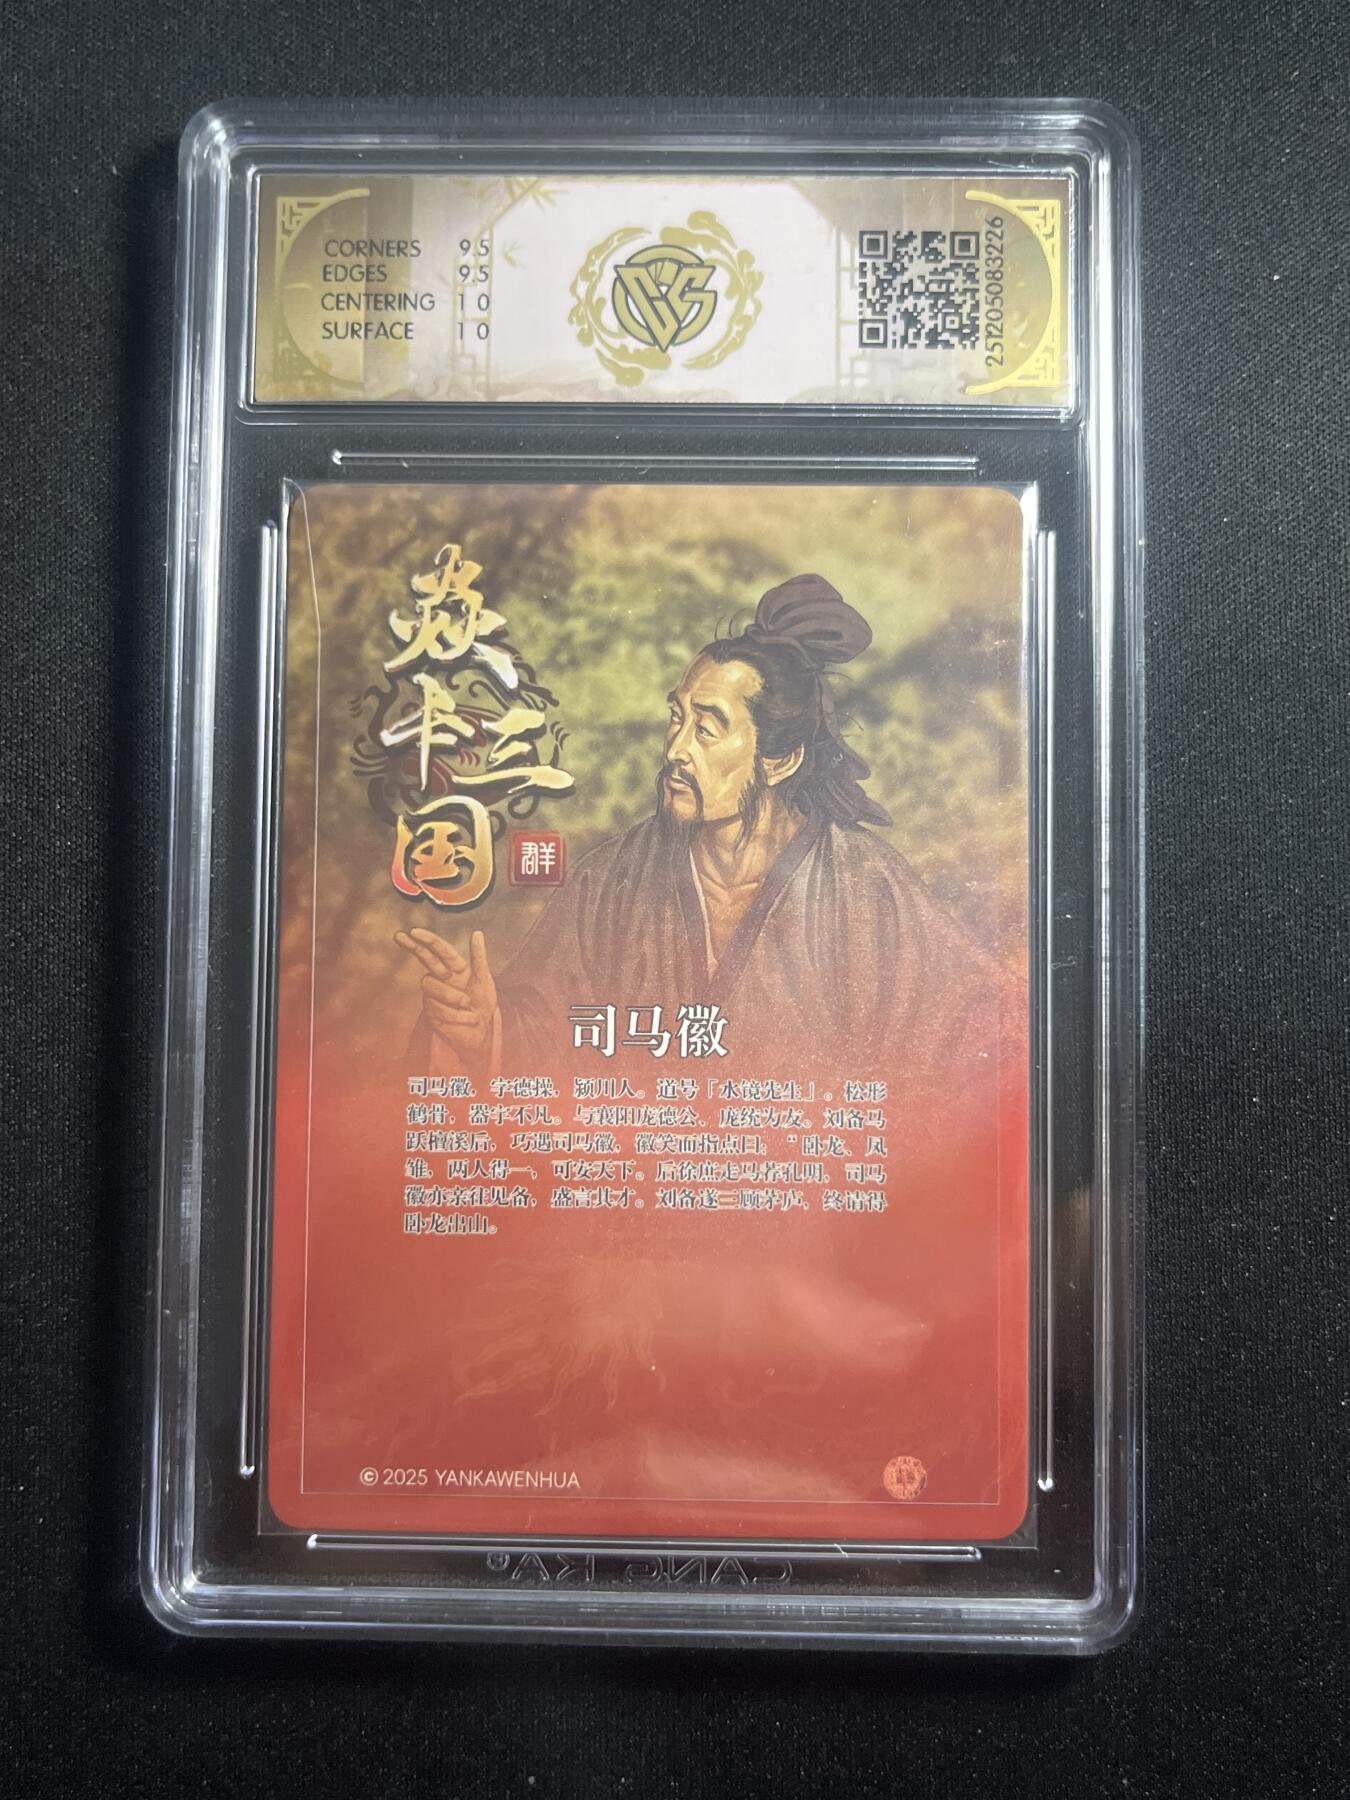 CORNERS 9.5
EDGES 9.5
CENTERING 10
SURFACE 10
2512050832​26
焱
卡三
国
群
司马徽
司马徽，字德操，颍川人。道号「水镜先生」。松形
鹤骨，器宇不凡。与襄阳庞德公、庞统为友。刘备马
跃檀溪后，巧遇司马徽，徽笑而指点曰：“卧龙、凤
雏，两人得一，可安天下。后徐庶走马荐孔明，司马
徽亦亲往见备，盛言其才。刘备遂三顾茅庐，终请得
卧龙出山。
© 2025 YANKAWENHUA
CANG KA®